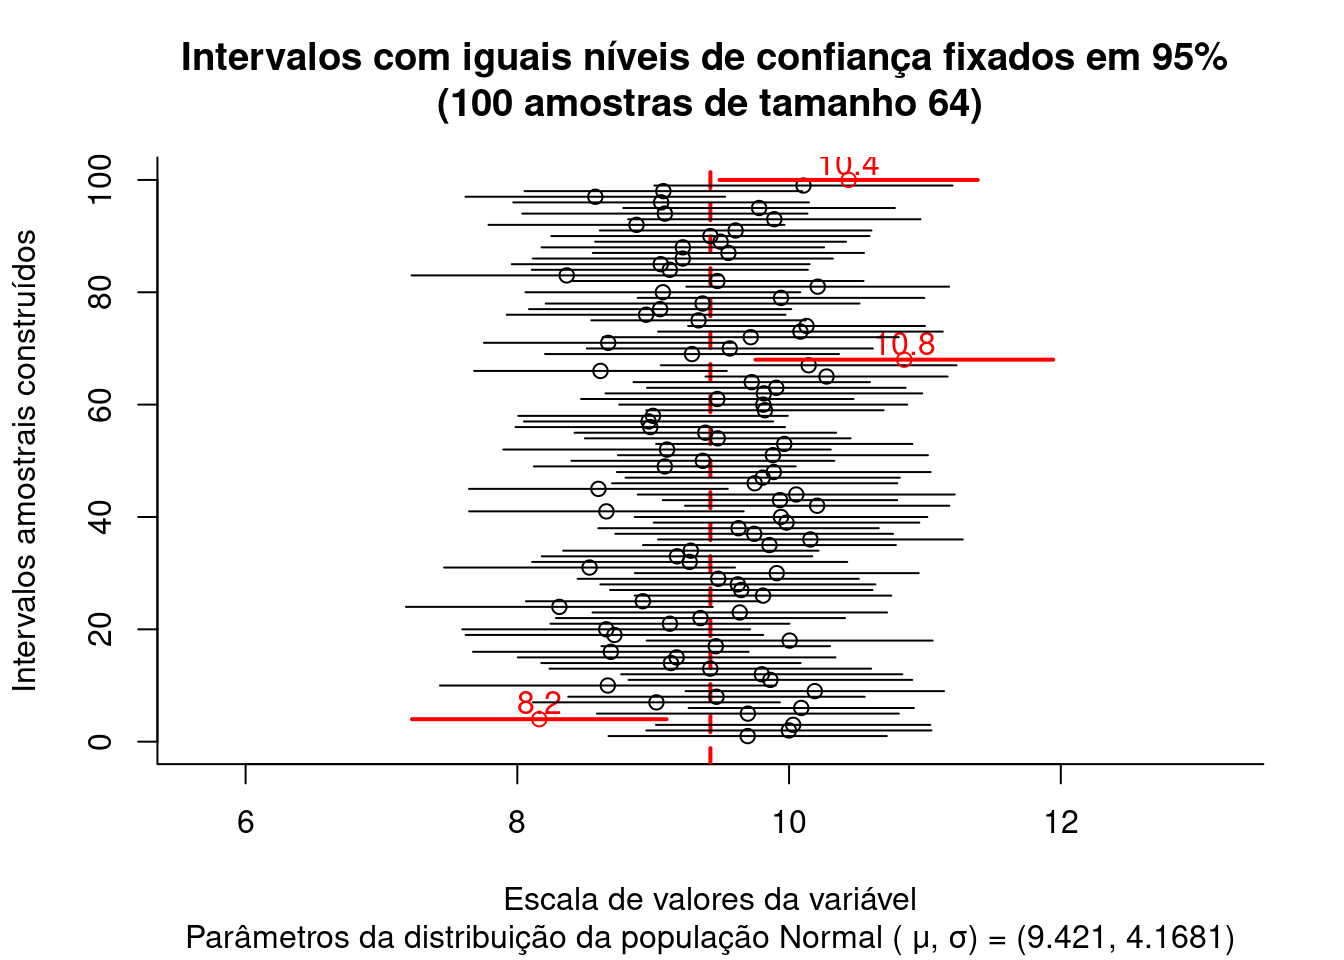 Intervalos com iguais níveis de confiança fixados em 95%
(100 amostras de tamanho 64)
Intervalos amostrais construídos
100
80
60
40
20
0
10.4
10.8
8.2
6 8 10 12
Escala de valores da variável
Parâmetros da distribuição da população Normal ( μ, σ) = (9.421, 4.1681)